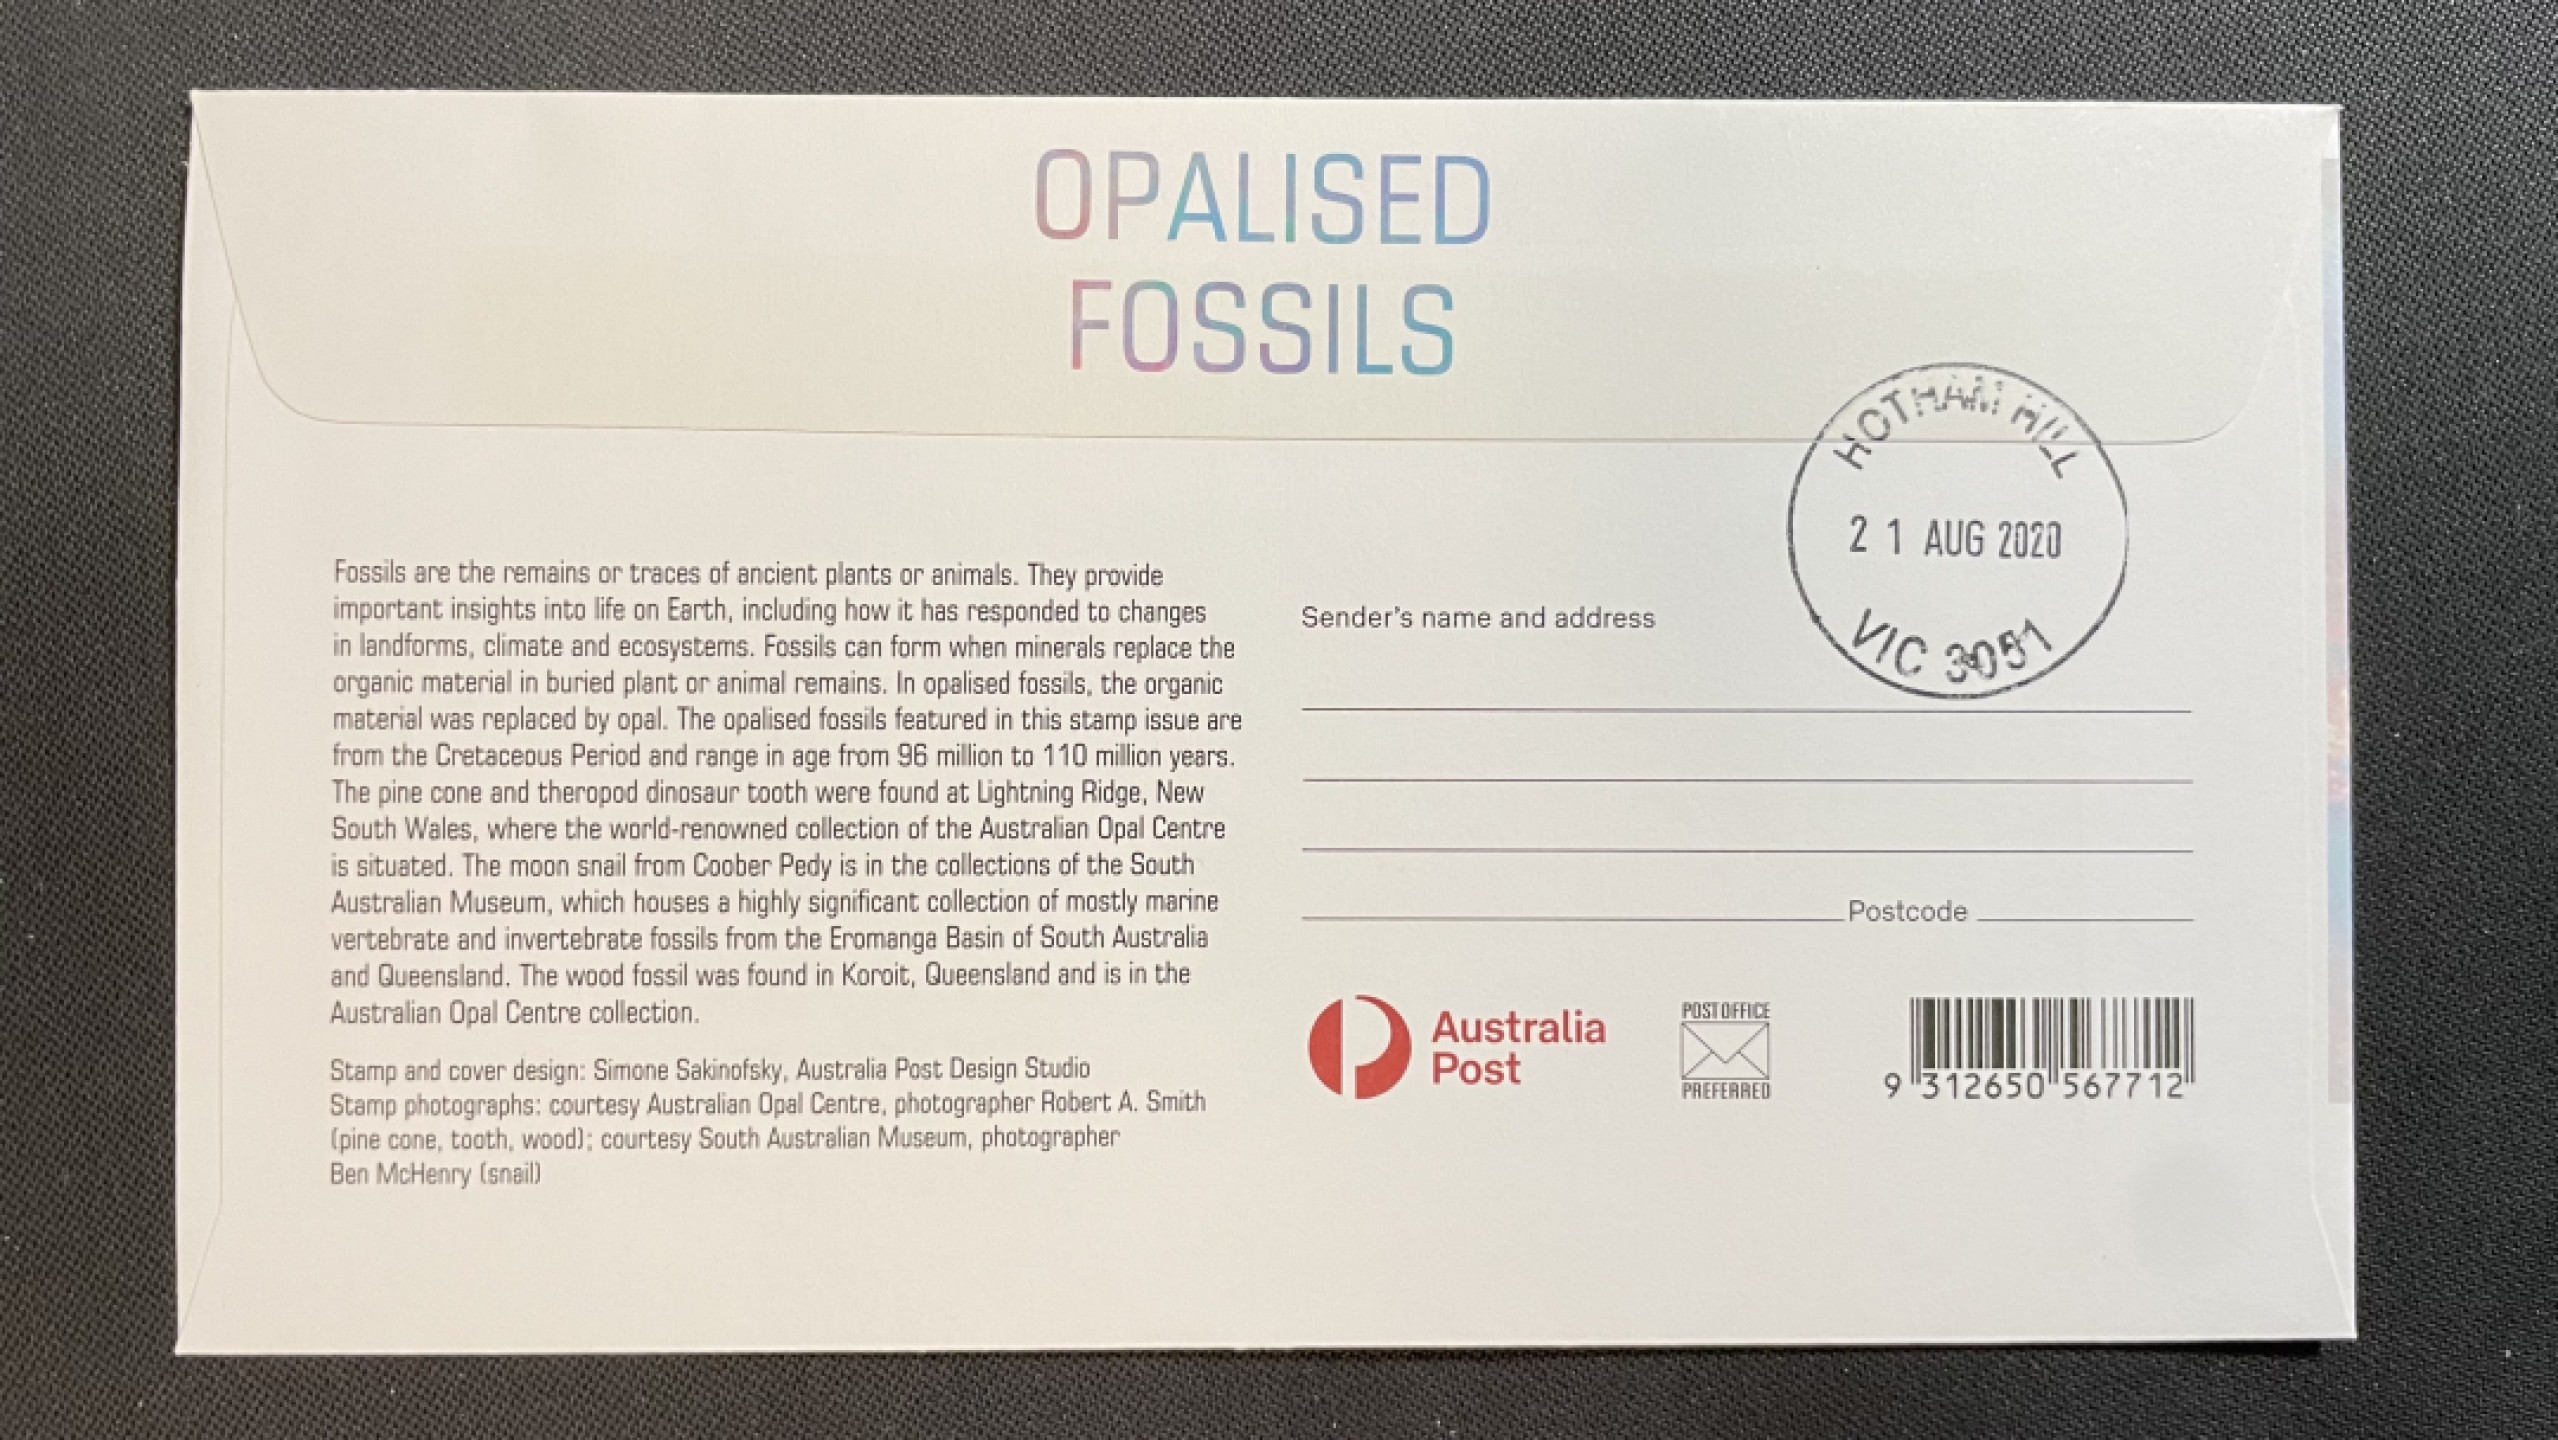 OPALISED
FOSSILS
HOTHAM HILL
2 1 AUG 2020
VIC 3051
Fossils are the remains or traces of ancient plants or animals. They provide
important insights into life on Earth, including how it has responded to changes
in landforms, climate and ecosystems. Fossils can form when minerals replace the
organic material in buried plant or animal remains. In opalised fossils, the organic
material was replaced by opal. The opalised fossils featured in this stamp issue are
from the Cretaceous Period and range in age from 96 million to 110 million years.
The pine cone and theropod dinosaur tooth were found at Lightning Ridge, New
South Wales, where the world-renowned collection of the Australian Opal Centre
is situated. The moon snail from Coober Pedy is in the collections of the South
Australian Museum, which houses a highly significant collection of mostly marine
vertebrate and invertebrate fossils from the Eromanga Basin of South Australia
and Queensland. The wood fossil was found in Koroit, Queensland and is in the
Australian Opal Centre collection.
Stamp and cover design: Simone Sakinofsky, Australia Post Design Studio
Stamp photographs: courtesy Australian Opal Centre, photographer Robert A. Smith
(pine cone, tooth, wood); courtesy South Australian Museum, photographer
Ben McHenry (snail)
Sender's name and address
Postcode
Australia
Post
POST OFFICE
PREFERRED
9 312650 567712